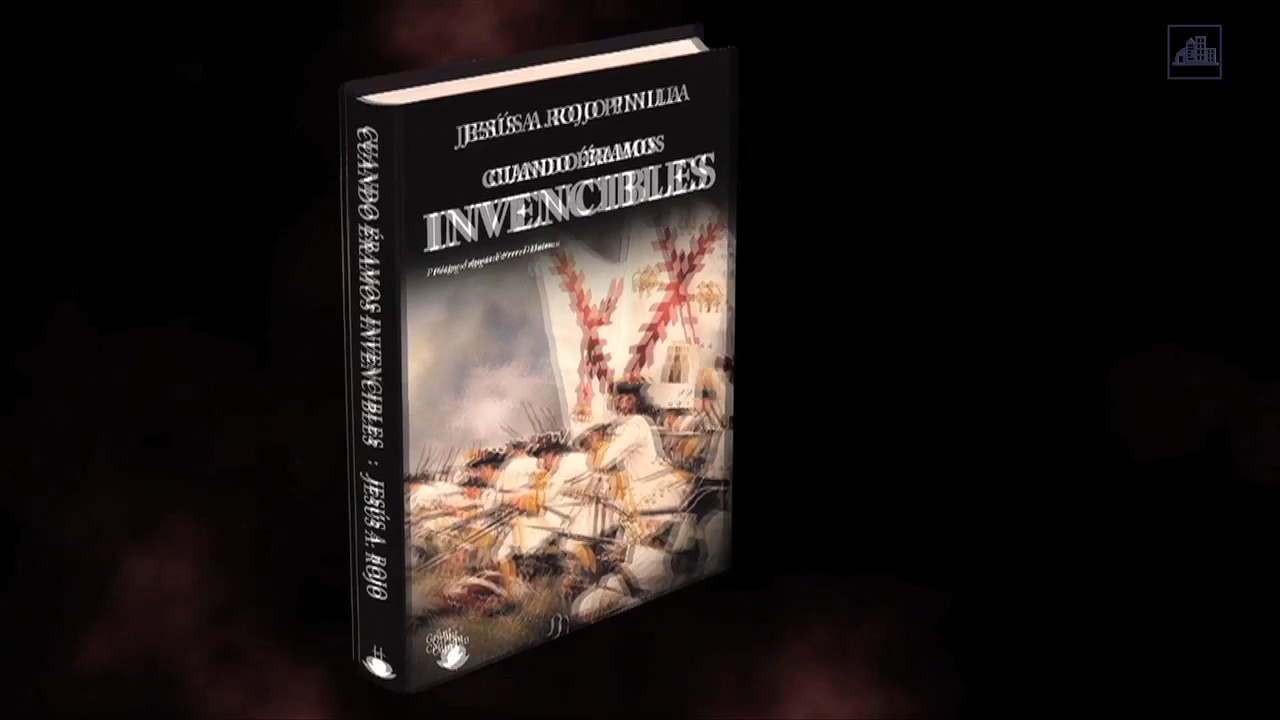 JESÚS A. ROJO PINILLA
CUANDO ÉRAMOS
INVENCIBLES
CUANDO ÉRAMOS INVENCIBLES : JESÚS A. ROJO